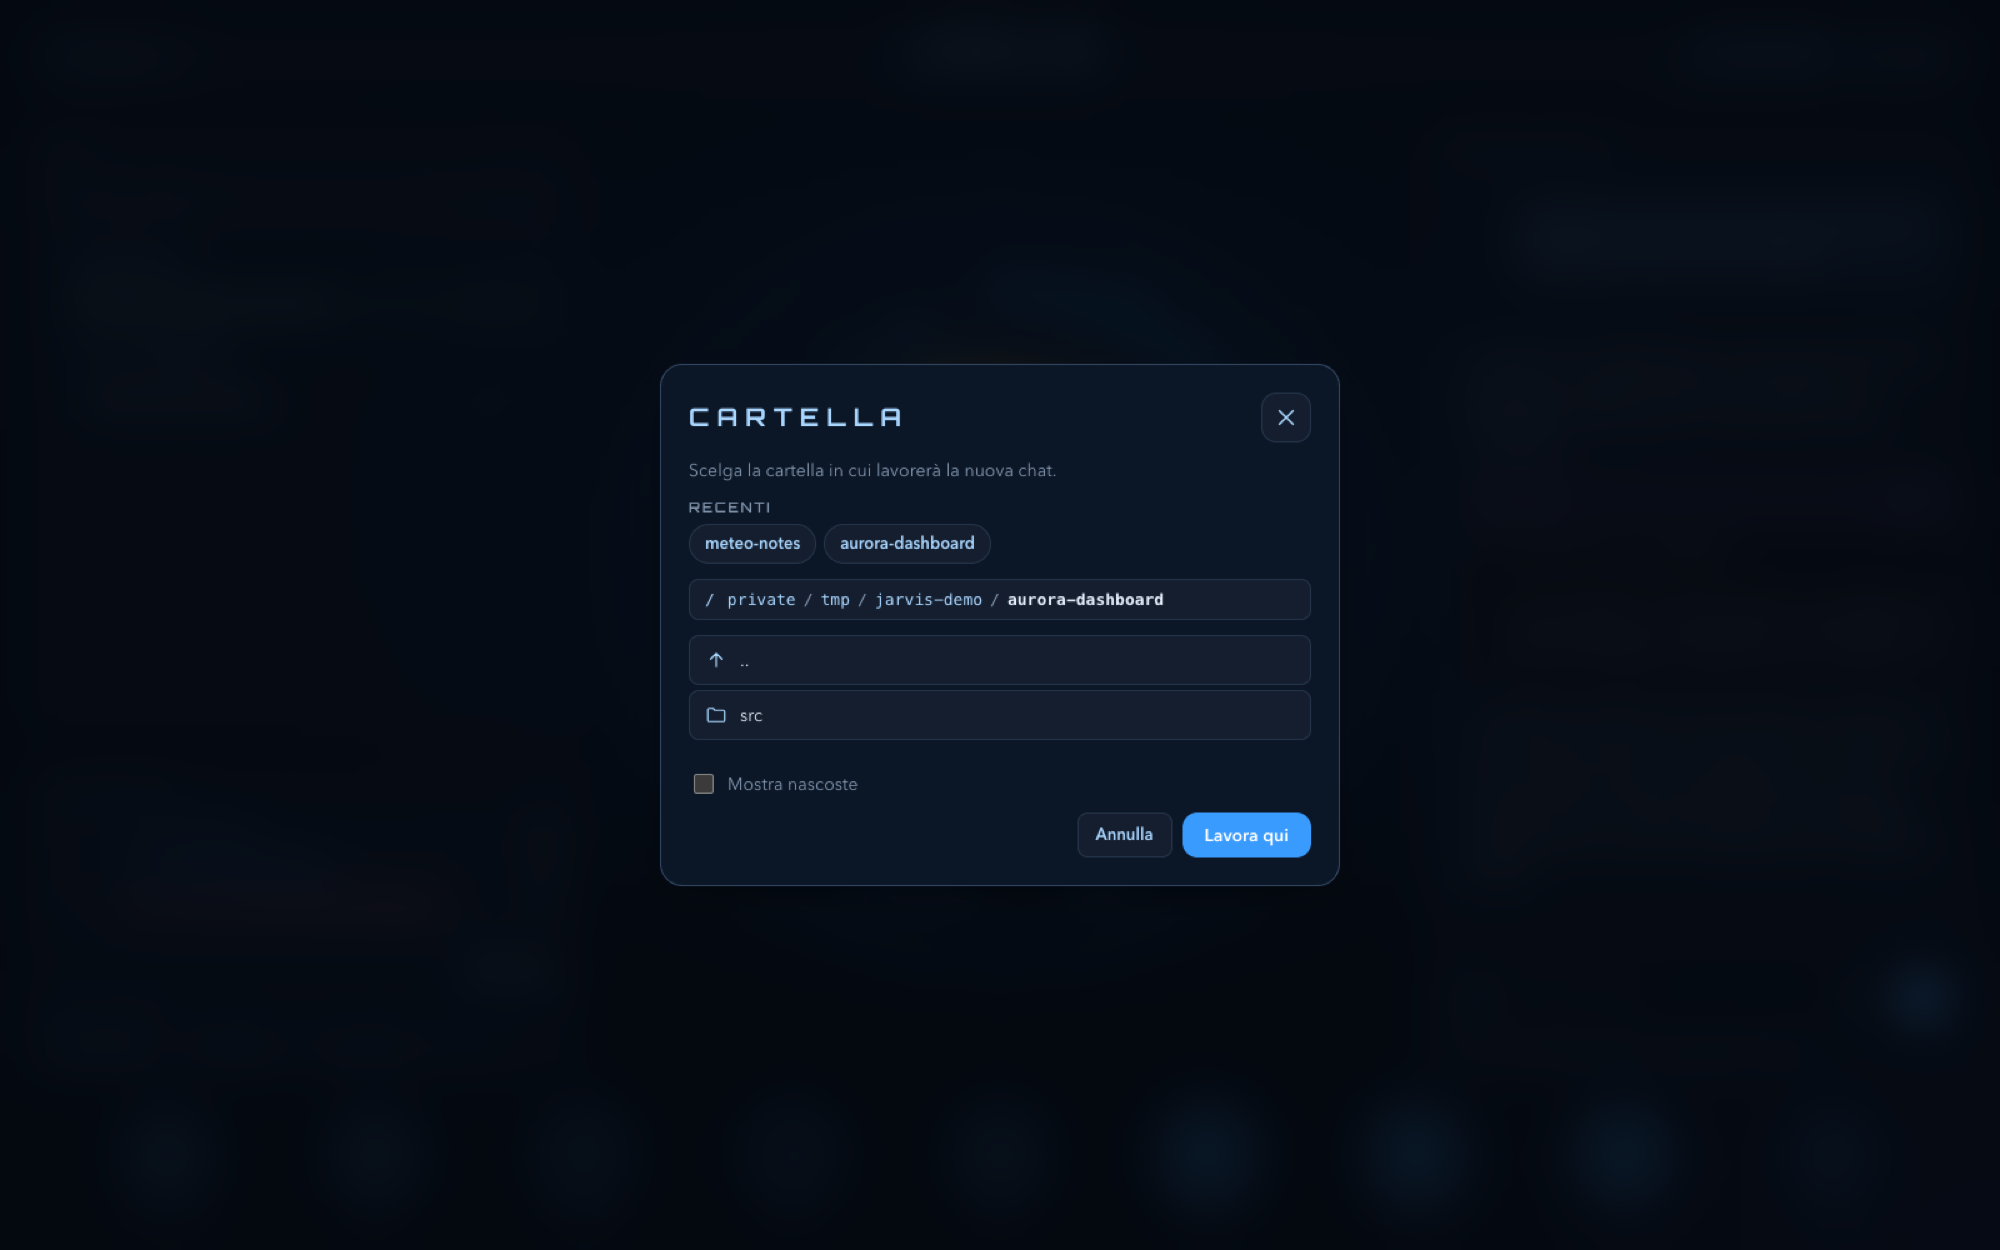 CARTELLA
Scelga la cartella in cui lavorerà la nuova chat.
RECENTI
meteo-notes aurora-dashboard
/ private / tmp / jarvis-demo / aurora-dashboard
..
src
Mostra nascoste
Annulla Lavora qui